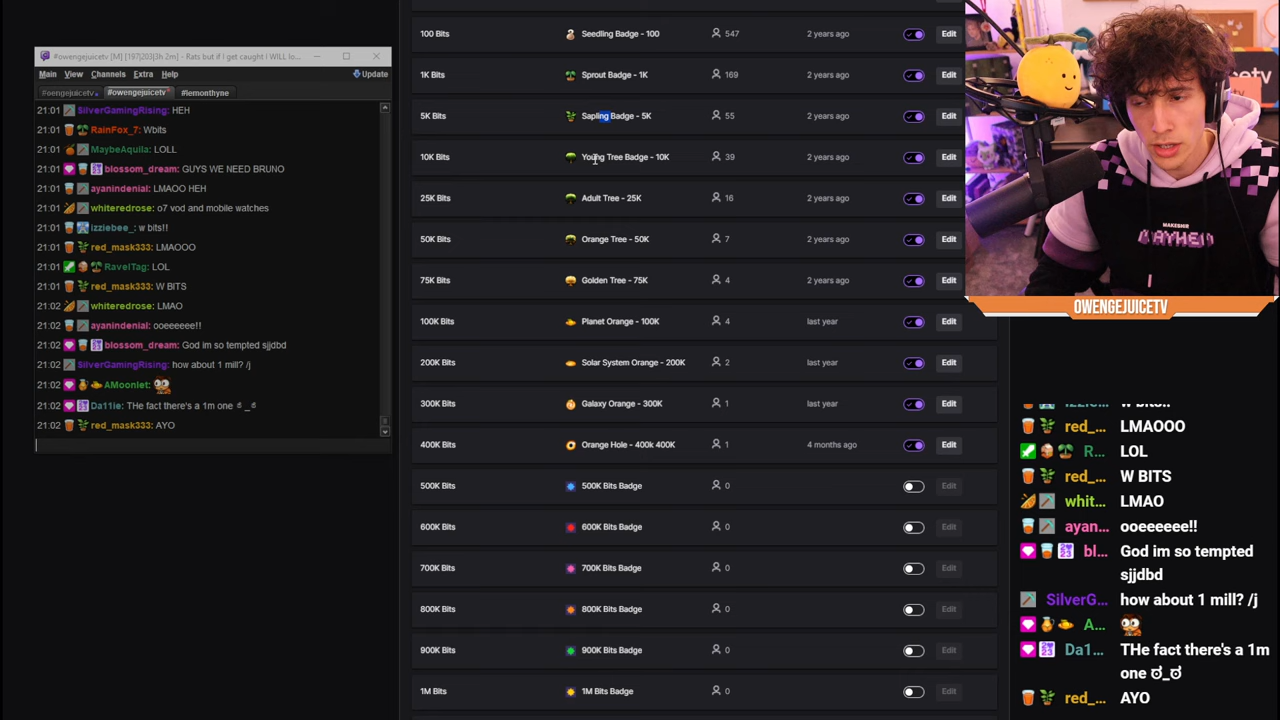 #owengejuicetv [M] [197|203|3h 2m] - Rats but if I get caught i WILL lo...
Main View Channels Extra Help Update
#oengejuicetv #owengejuicetv #lemonthyne
21:01 SilverGamingRising: HEH
21:01 RainFox_7: Wbits
21:01 MaybeAquila: LOLL
21:01 blossom_dream: GUYS WE NEED BRUNO
21:01 ayanindenial: LMAOO HEH
21:01 whiteredrose: o7 vod and mobile watches
21:01 izziebee_: w bits!!
21:01 red_mask333: LMAOOO
21:01 RavelTag: LOL
21:01 red_mask333: W BITS
21:02 whiteredrose: LMAO
21:02 ayanindenial: ooeeeeee!!
21:02 blossom_dream: God im so tempted sjjdbd
21:02 SilverGamingRising: how about 1 mill? /j
21:02 AMoonlet:
21:02 Da11ie: THe fact there's a 1m one ಠ_ಠ
21:02 red_mask333: AYO
100 Bits Seedling Badge - 100 547 2 years ago Edit
1K Bits Sprout Badge - 1K 169 2 years ago Edit
5K Bits Sapling Badge - 5K 55 2 years ago Edit
10K Bits Young Tree Badge - 10K 39 2 years ago Edit
25K Bits Adult Tree - 25K 16 2 years ago Edit
50K Bits Orange Tree - 50K 7 2 years ago Edit
75K Bits Golden Tree - 75K 4 2 years ago Edit
100K Bits Planet Orange - 100K 4 last year Edit
200K Bits Solar System Orange - 200K 2 last year Edit
300K Bits Galaxy Orange - 300K 1 last year Edit
400K Bits Orange Hole - 400k 400K 1 4 months ago Edit
500K Bits 500K Bits Badge 0 Edit
600K Bits 600K Bits Badge 0 Edit
700K Bits 700K Bits Badge 0 Edit
800K Bits 800K Bits Badge 0 Edit
900K Bits 900K Bits Badge 0 Edit
1M Bits 1M Bits Badge 0 Edit
MAKESHIP
MAYHEM
OWENGEJUICETV
red_... LMAOOO
R... LOL
red_... W BITS
whit... LMAO
ayan... ooeeeeee!!
bl... God im so tempted
sjjdbd
SilverG... how about 1 mill? /j
A...
Da1... THe fact there's a 1m
one ಠ_ಠ
red_... AYO